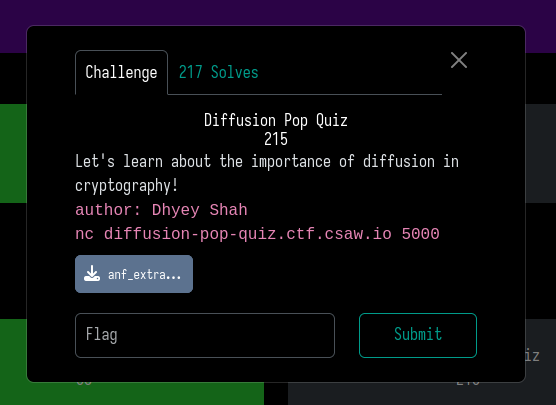 Challenge
217 Solves
Diffusion Pop Quiz
215
Let's learn about the importance of diffusion in
cryptography!
author: Dhyey Shah
nc diffusion-pop-quiz.ctf.csaw.io 5000
anf_extra...
Flag
Submit
iz